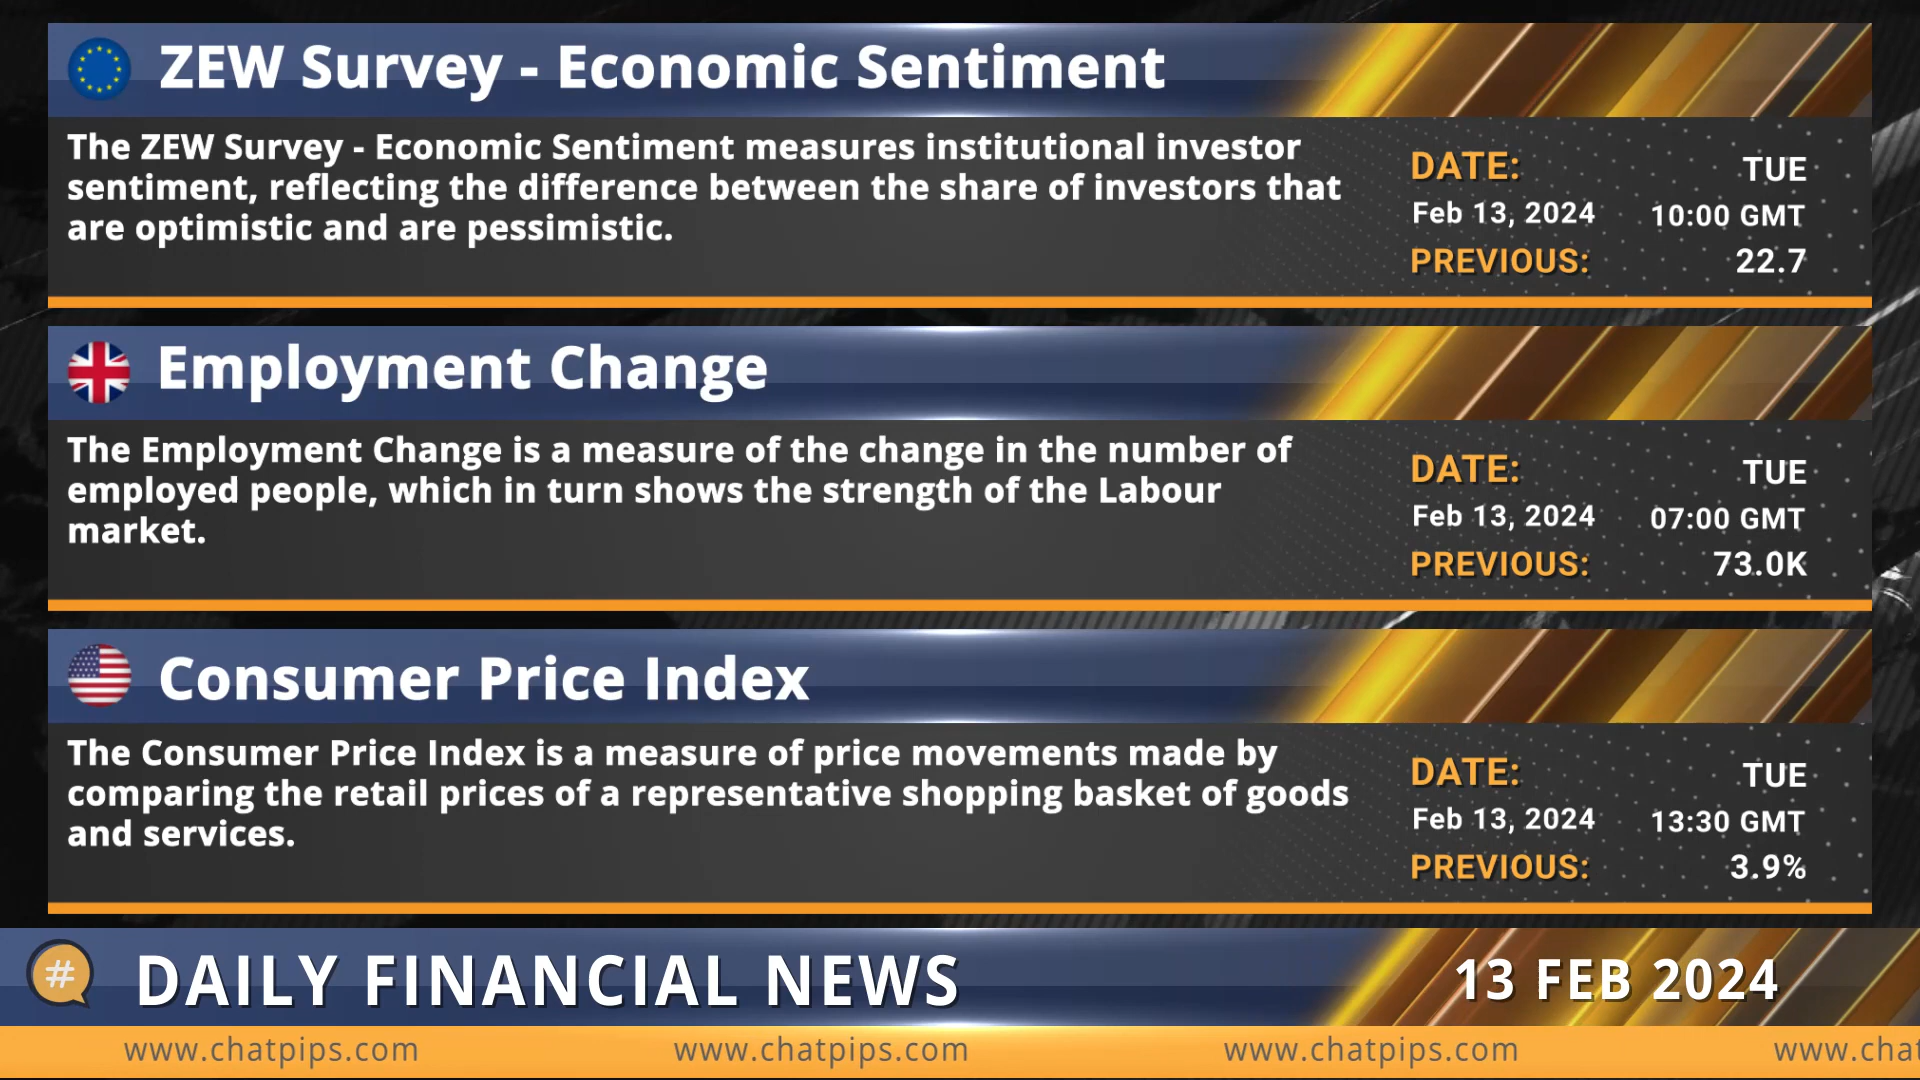 ZEW Survey - Economic Sentiment
The ZEW Survey - Economic Sentiment measures institutional investor
sentiment, reflecting the difference between the share of investors that
are optimistic and are pessimistic.
DATE: TUE
Feb 13, 2024 10:00 GMT
PREVIOUS: 22.7
Employment Change
The Employment Change is a measure of the change in the number of
employed people, which in turn shows the strength of the Labour
market.
DATE: TUE
Feb 13, 2024 07:00 GMT
PREVIOUS: 73.0K
Consumer Price Index
The Consumer Price Index is a measure of price movements made by
comparing the retail prices of a representative shopping basket of goods
and services.
DATE: TUE
Feb 13, 2024 13:30 GMT
PREVIOUS: 3.9%
# DAILY FINANCIAL NEWS 13 FEB 2024
www.chatpips.com www.chatpips.com www.chatpips.com www.chat